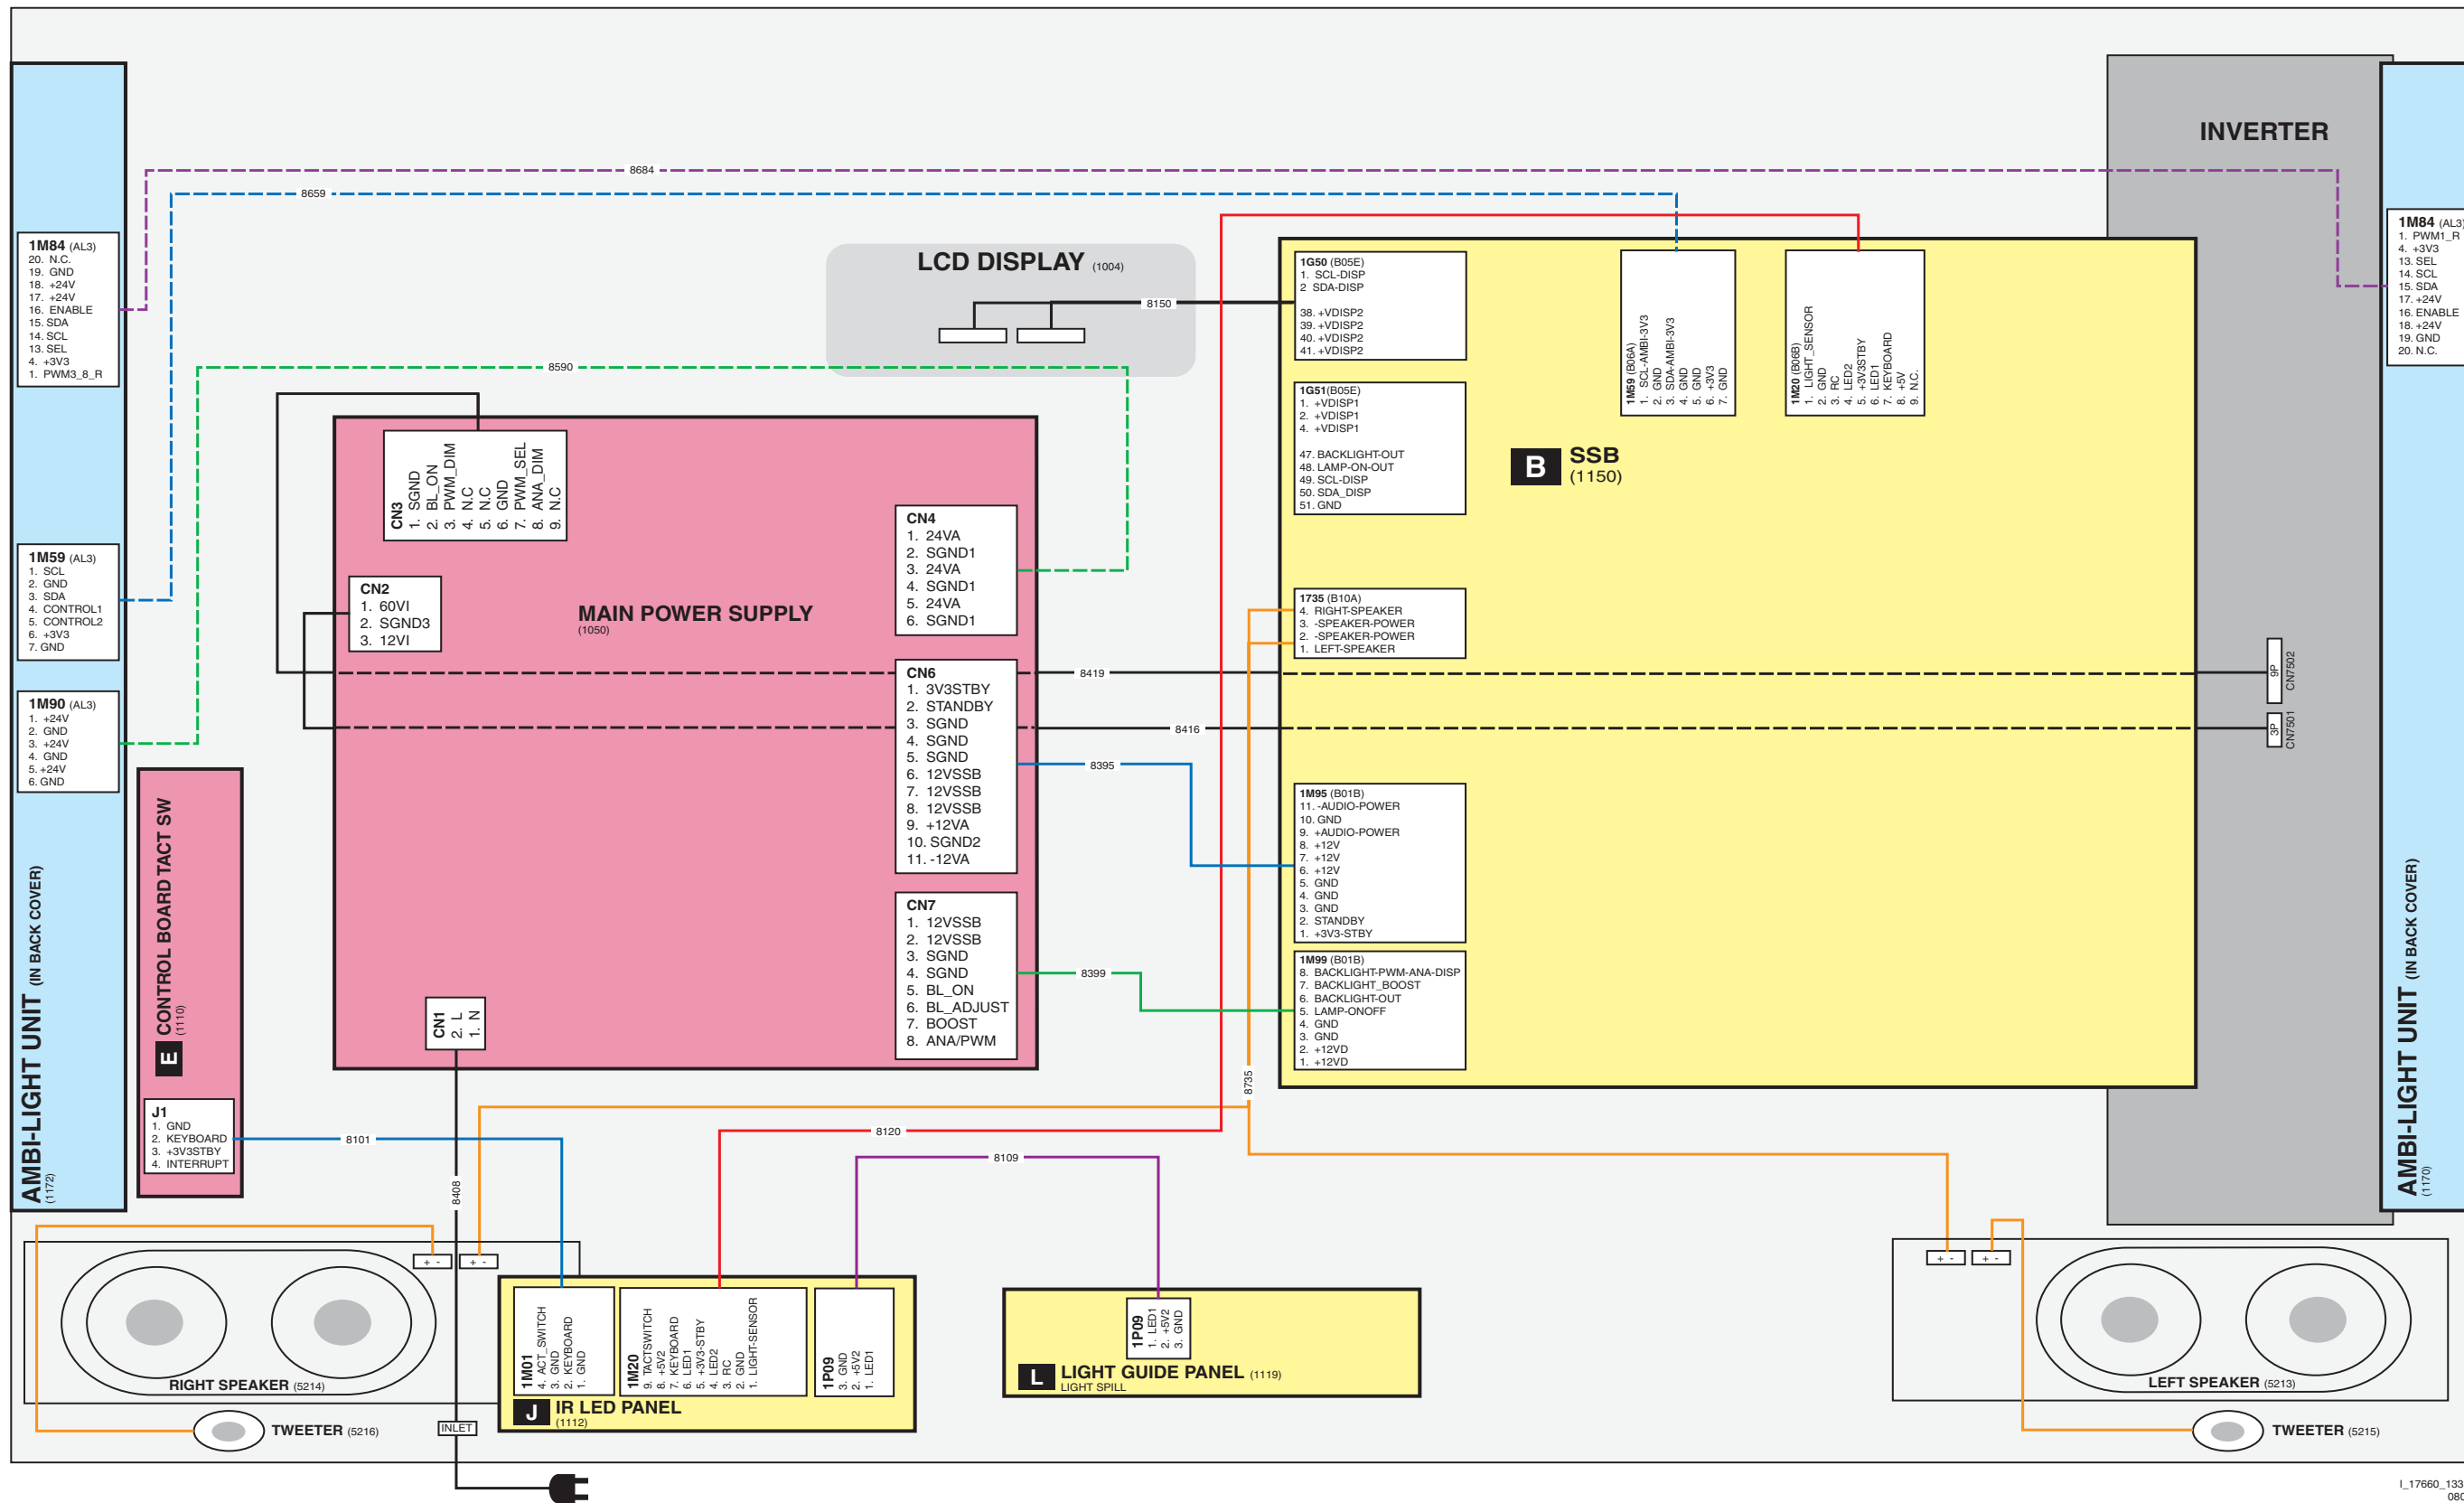 INVERTER
8684
8659
1M84 (AL3)
20. N.C.
19. GND
18. +24V
17. +24V
16. ENABLE
15. SDA
14. SCL
13. SEL
4. +3V3
1. PWM3_8_R
1M59 (AL3)
1. SCL
2. GND
3. SDA
4. CONTROL1
5. CONTROL2
6. +3V3
7. GND
1M90 (AL3)
1. +24V
2. GND
3. +24V
4. GND
5. +24V
6. GND
AMBI-LIGHT UNIT (IN BACK COVER)
(1172)
E CONTROL BOARD TACT SW
(1110)
J1
1. GND
2. KEYBOARD
3. +3V3STBY
4. INTERRUPT
8101
8590
LCD DISPLAY (1004)
8150
CN3
1. SGND
2. BL_ON
3. PWM_DIM
4. N.C
5. N.C
6. GND
7. PWM_SEL
8. ANA_DIM
9. N.C
CN2
1. 60VI
2. SGND3
3. 12VI
MAIN POWER SUPPLY
(1050)
CN4
1. 24VA
2. SGND1
3. 24VA
4. SGND1
5. 24VA
6. SGND1
CN6
1. 3V3STBY
2. STANDBY
3. SGND
4. SGND
5. SGND
6. 12VSSB
7. 12VSSB
8. 12VSSB
9. +12VA
10. SGND2
11. -12VA
CN7
1. 12VSSB
2. 12VSSB
3. SGND
4. SGND
5. BL_ON
6. BL_ADJUST
7. BOOST
8. ANA/PWM
CN1
2. L
1. N
8419
8416
8395
8399
8735
8120
8109
8408
1G50 (B05E)
1. SCL-DISP
2 SDA-DISP
38. +VDISP2
39. +VDISP2
40. +VDISP2
41. +VDISP2
1G51(B05E)
1. +VDISP1
2. +VDISP1
4. +VDISP1
47. BACKLIGHT-OUT
48. LAMP-ON-OUT
49. SCL-DISP
50. SDA_DISP
51. GND
1M59 (B06A)
1. SCL-AMBI-3V3
2. GND
3. SDA-AMBI-3V3
4. GND
5. GND
6. +3V3
7. GND
1M20 (B06B)
1. LIGHT_SENSOR
2. GND
3. RC
4. LED2
5. +3V3STBY
6. LED1
7. KEYBOARD
8. +5V
9. N.C.
B SSB
(1150)
1735 (B10A)
4. RIGHT-SPEAKER
3. -SPEAKER-POWER
2. -SPEAKER-POWER
1. LEFT-SPEAKER
1M95 (B01B)
11. -AUDIO-POWER
10. GND
9. +AUDIO-POWER
8. +12V
7. +12V
6. +12V
5. GND
4. GND
3. GND
2. STANDBY
1. +3V3-STBY
1M99 (B01B)
8. BACKLIGHT-PWM-ANA-DISP
7. BACKLIGHT_BOOST
6. BACKLIGHT-OUT
5. LAMP-ONOFF
4. GND
3. GND
2. +12VD
1. +12VD
9P
CN7502
3P
CN7501
1M84 (AL3)
1. PWM1_R
4. +3V3
13. SEL
14. SCL
15. SDA
17. +24V
16. ENABLE
18. +24V
19. GND
20. N.C.
AMBI-LIGHT UNIT (IN BACK COVER)
(1170)
+ -
+ -
RIGHT SPEAKER (5214)
TWEETER (5216)
INLET
1M01
4. ACT_SWITCH
3. GND
2. KEYBOARD
1. GND
1M20
9. TACTSWITCH
8. +5V2
7. KEYBOARD
6. LED1
5. +3V3-STBY
4. LED2
3. RC
2. GND
1. LIGHT-SENSOR
1P09
3. GND
2. +5V2
1. LED1
J IR LED PANEL
(1112)
1P09
1. LED1
2. +5V2
3. GND
L LIGHT GUIDE PANEL (1119)
LIGHT SPILL
+ -
+ -
LEFT SPEAKER (5213)
TWEETER (5215)
I_17660_133
080